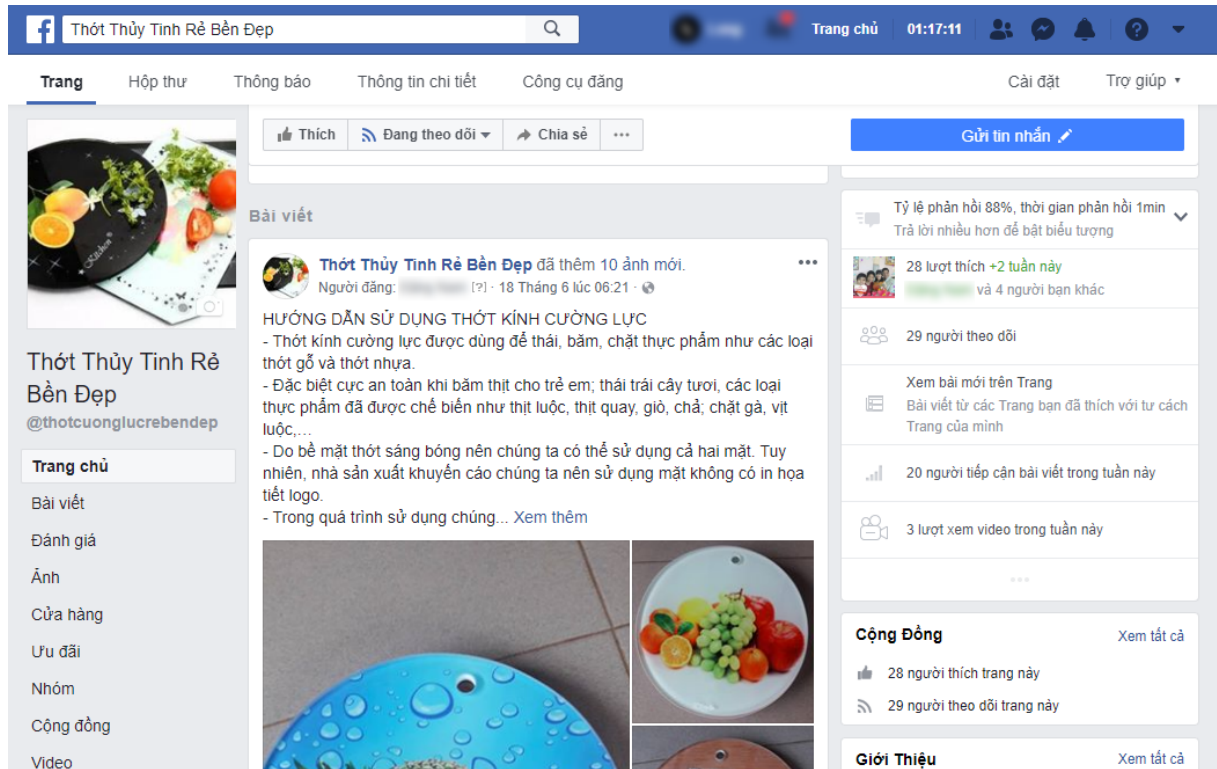 Thớt Thủy Tinh Rẻ Bền Đẹp
Trang chủ
01:17:11
Trang
Hộp thư
Thông báo
Thông tin chi tiết
Công cụ đăng
Cài đặt
Trợ giúp
Thích
Đang theo dõi
Chia sẻ
Gửi tin nhắn
Kitchen
Thớt Thủy Tinh Rẻ
Bền Đẹp
@thotcuonglucrebendep
Trang chủ
Bài viết
Đánh giá
Ảnh
Cửa hàng
Ưu đãi
Nhóm
Cộng đồng
Video
Bài viết
Thớt Thủy Tinh Rẻ Bền Đẹp đã thêm 10 ảnh mới.
Người đăng: [?] · 18 Tháng 6 lúc 06:21 ·
HƯỚNG DẪN SỬ DỤNG THỚT KÍNH CƯỜNG LỰC
- Thớt kính cường lực được dùng để thái, băm, chặt thực phẩm như các loại
thớt gỗ và thớt nhựa.
- Đặc biệt cực an toàn khi băm thịt cho trẻ em; thái trái cây tươi, các loại
thực phẩm đã được chế biến như thịt luộc, thịt quay, giò, chả; chặt gà, vịt
luộc,...
- Do bề mặt thớt sáng bóng nên chúng ta có thể sử dụng cả hai mặt. Tuy
nhiên, nhà sản xuất khuyến cáo chúng ta nên sử dụng mặt không có in họa
tiết logo.
- Trong quá trình sử dụng chúng... Xem thêm
Tỷ lệ phản hồi 88%, thời gian phản hồi 1min
Trả lời nhiều hơn để bật biểu tượng
28 lượt thích +2 tuần này
và 4 người bạn khác
29 người theo dõi
Xem bài mới trên Trang
Bài viết từ các Trang bạn đã thích với tư cách
Trang của mình
20 người tiếp cận bài viết trong tuần này
3 lượt xem video trong tuần này
Cộng Đồng
Xem tất cả
28 người thích trang này
29 người theo dõi trang này
Giới Thiệu
Xem tất cả